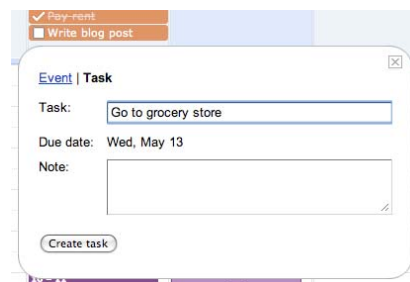 Pay rent
Write blog post
Event | Task
Task: Go to grocery store
Due date: Wed, May 13
Note:
Create task